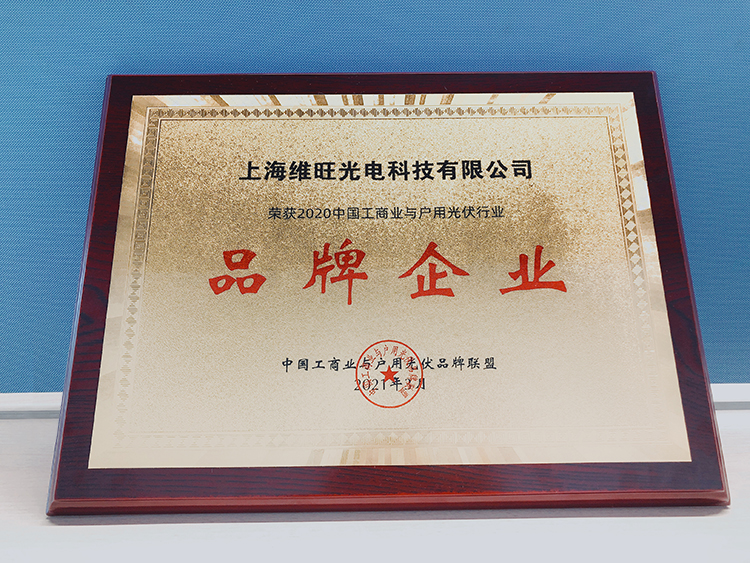 上海维旺光电科技有限公司
荣获2020中国工商业与户用光伏行业
品牌企业
中国工商业与户用光伏品牌联盟
2021年3月